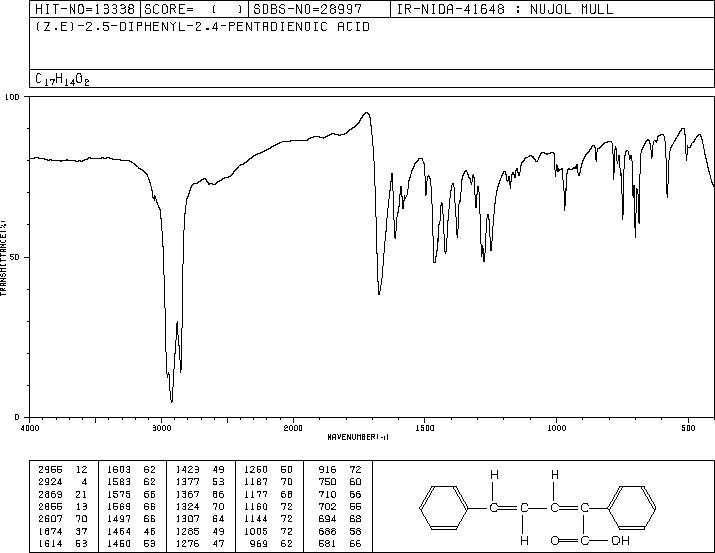 HIT-NO=13338 SCORE= ( ) SDBS-NO=28997 IR-NIDA-41648 : NUJOL MULL
(Z,E)-2,5-DIPHENYL-2,4-PENTADIENOIC ACID
C17H14O2
100
50
0
TRANSMITTANCE(%)
4000 3000 2000 1500 1000 500
WAVENUMBER(-1)
2955 12 1603 62 1423 49 1250 50 916 72
2924 4 1583 62 1377 53 1187 70 750 60
2869 21 1575 66 1367 86 1177 68 710 66
2855 13 1569 66 1324 70 1160 72 702 55
2607 70 1497 66 1307 64 1144 72 694 68
1674 37 1464 46 1285 49 1005 72 688 58
1614 53 1460 53 1276 47 969 62 581 66
H H
C C C C
H C
O OH